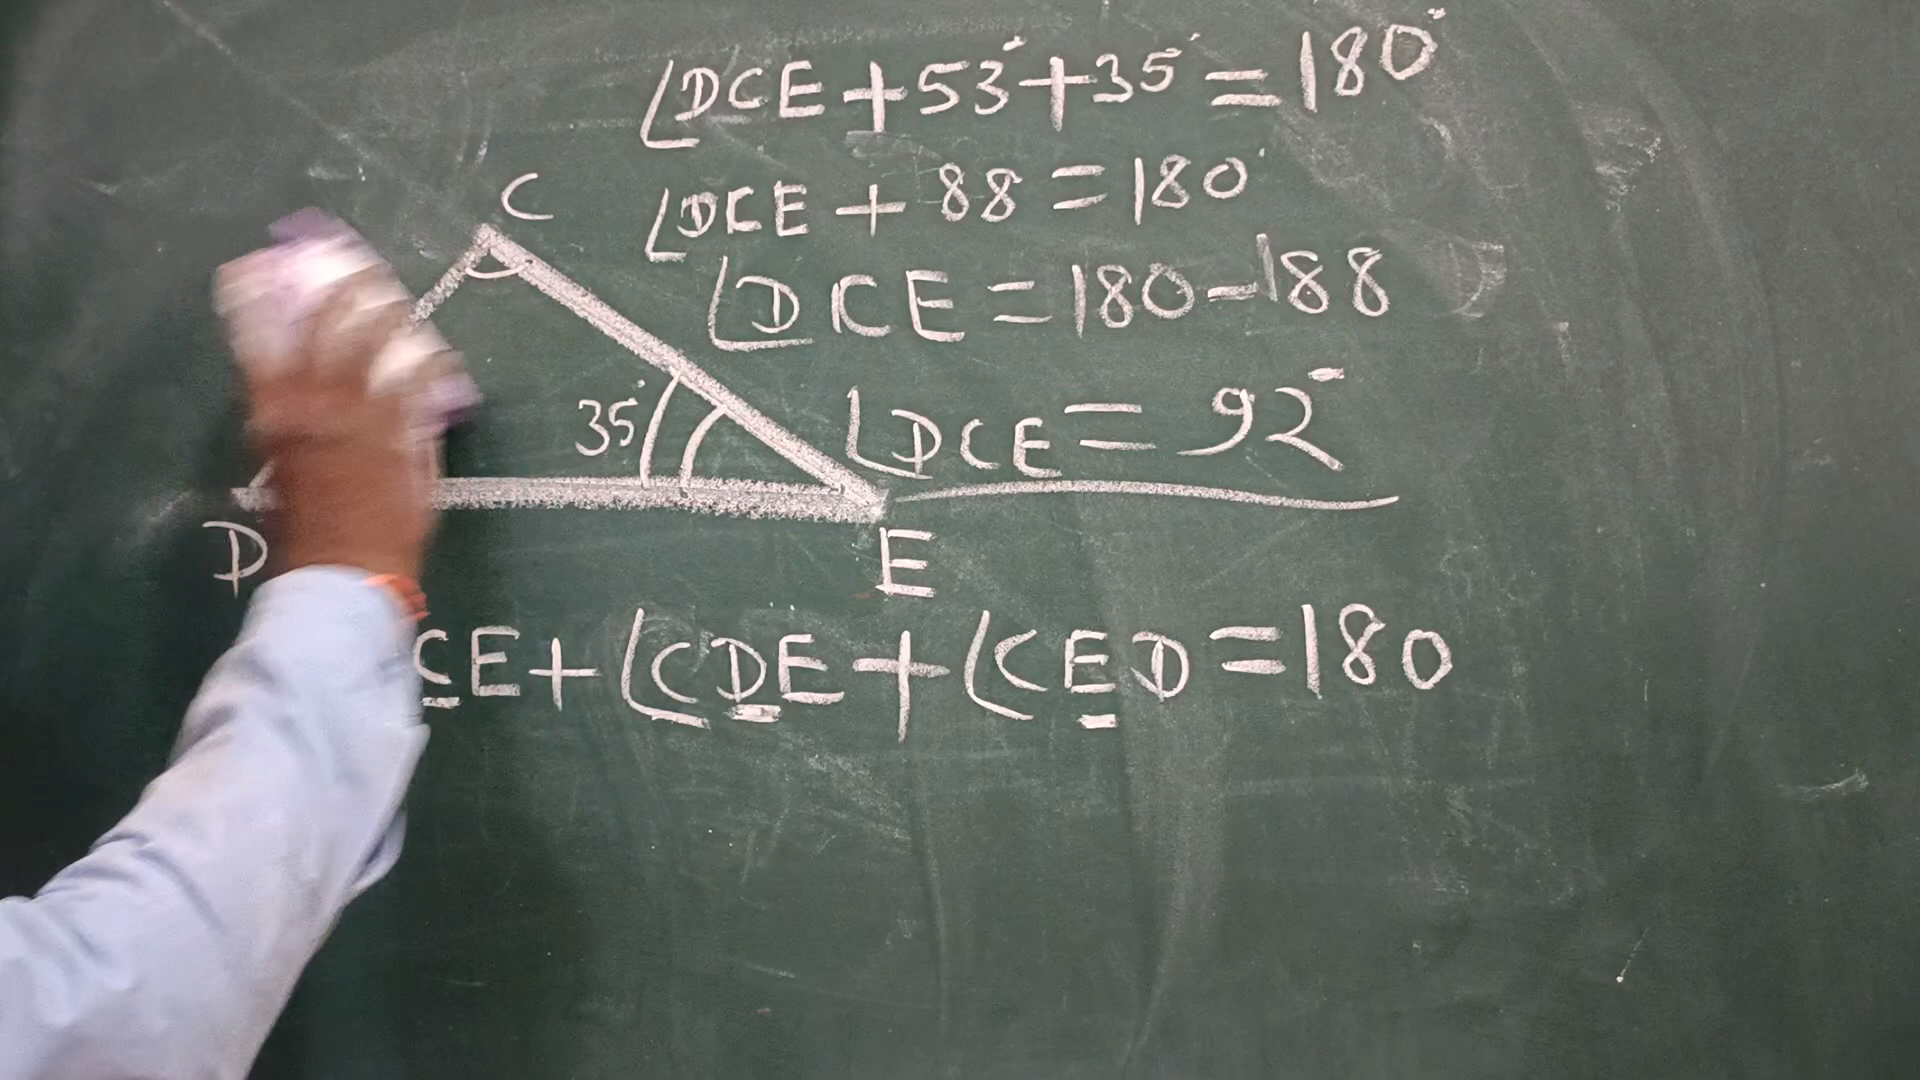 ∠DCE + 53° + 35° = 180°
∠DCE + 88 = 180°
∠DCE = 180 - 188
∠DCE = 92°
C
35°
D
E
CE + ∠CDE + ∠CED = 180